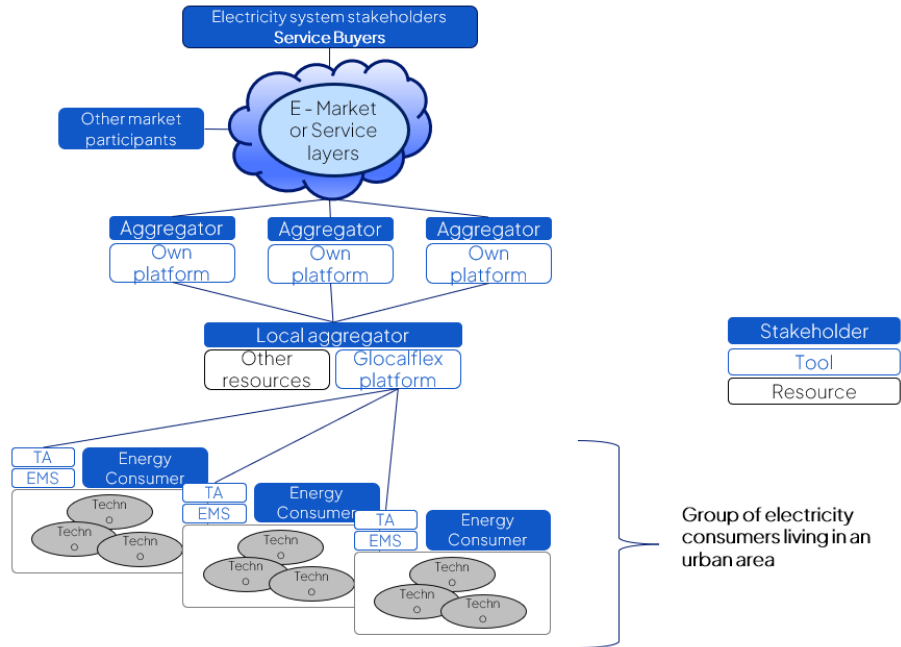 Electricity system stakeholders
Service Buyers
E - Market
or Service
layers
Other market
participants
Aggregator
Own
platform
Aggregator
Own
platform
Aggregator
Own
platform
Local aggregator
Other
resources
Glocalflex
platform
Stakeholder
Tool
Resource
TA
EMS
Energy
Consumer
Techn
o
Techn
o
Techn
o
TA
EMS
Energy
Consumer
Techn
o
Techn
o
Techn
o
TA
EMS
Energy
Consumer
Techn
o
Techn
o
Techn
o
Group of electricity
consumers living in an
urban area